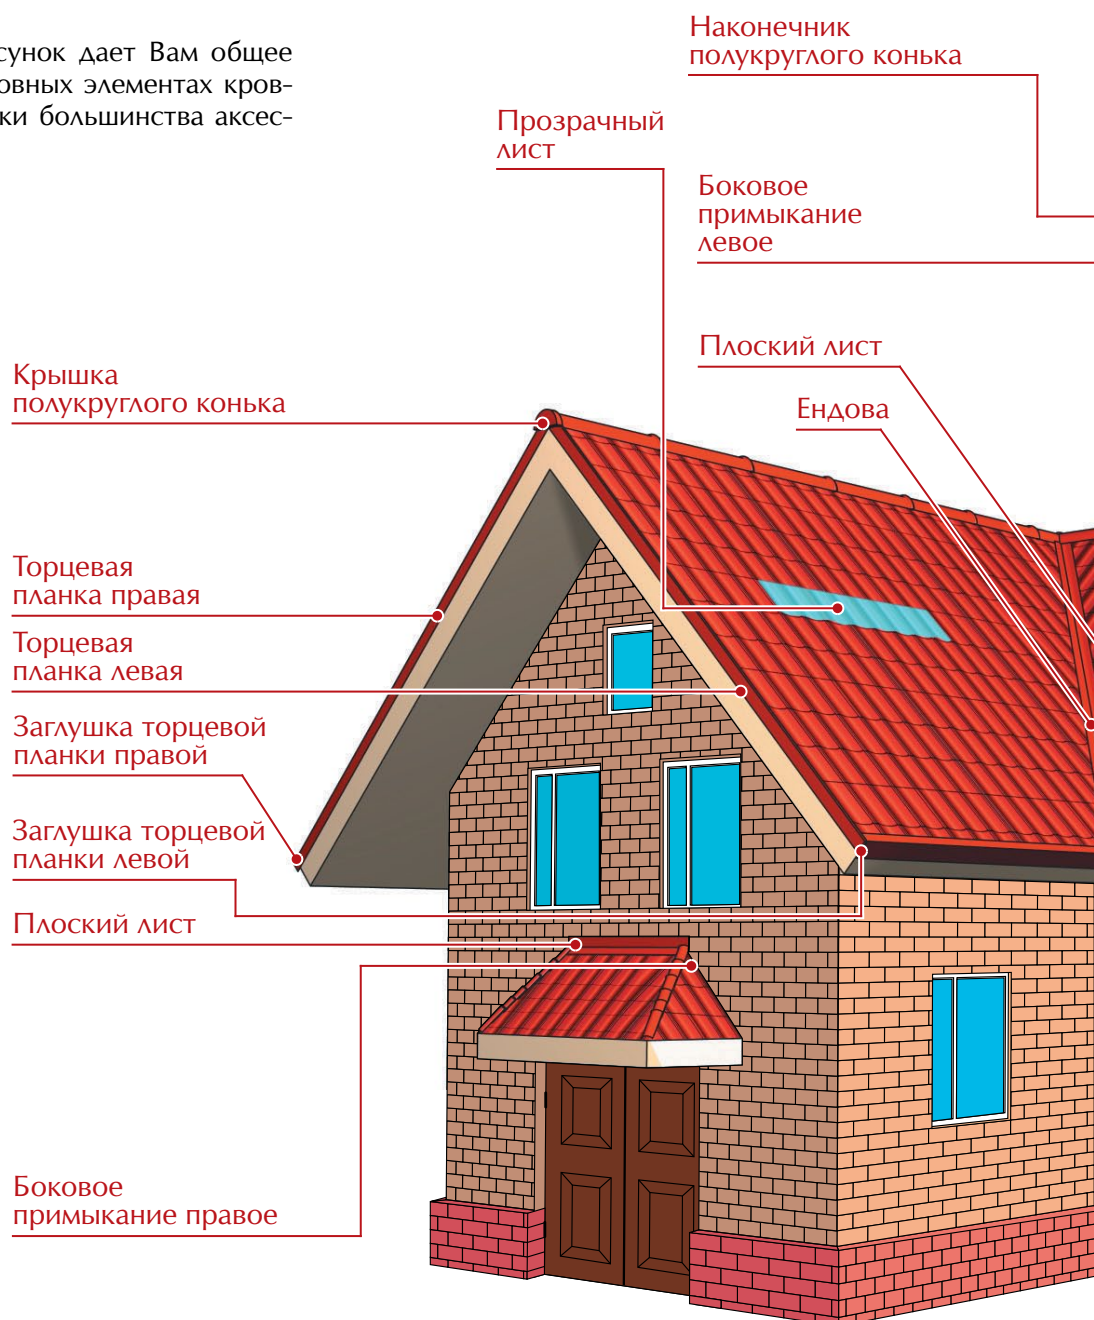 сунок дает Вам общее
овных элементах кров-
ки большинства аксес-
Наконечник
полукруглого конька
Прозрачный
лист
Боковое
примыкание
левое
Плоский лист
Ендова
Крышка
полукруглого конька
Торцевая
планка правая
Торцевая
планка левая
Заглушка торцевой
планки правой
Заглушка торцевой
планки левой
Плоский лист
Боковое
примыкание правое